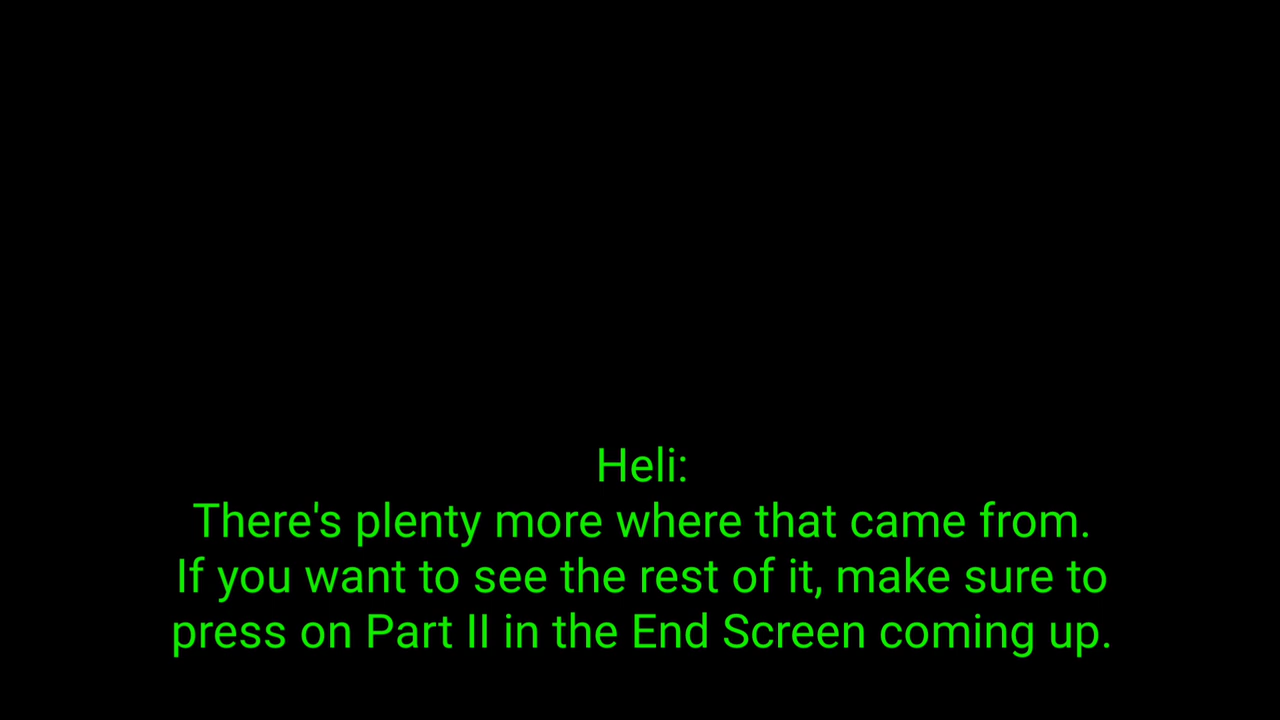 Heli:
There's plenty more where that came from.
If you want to see the rest of it, make sure to
press on Part II in the End Screen coming up.